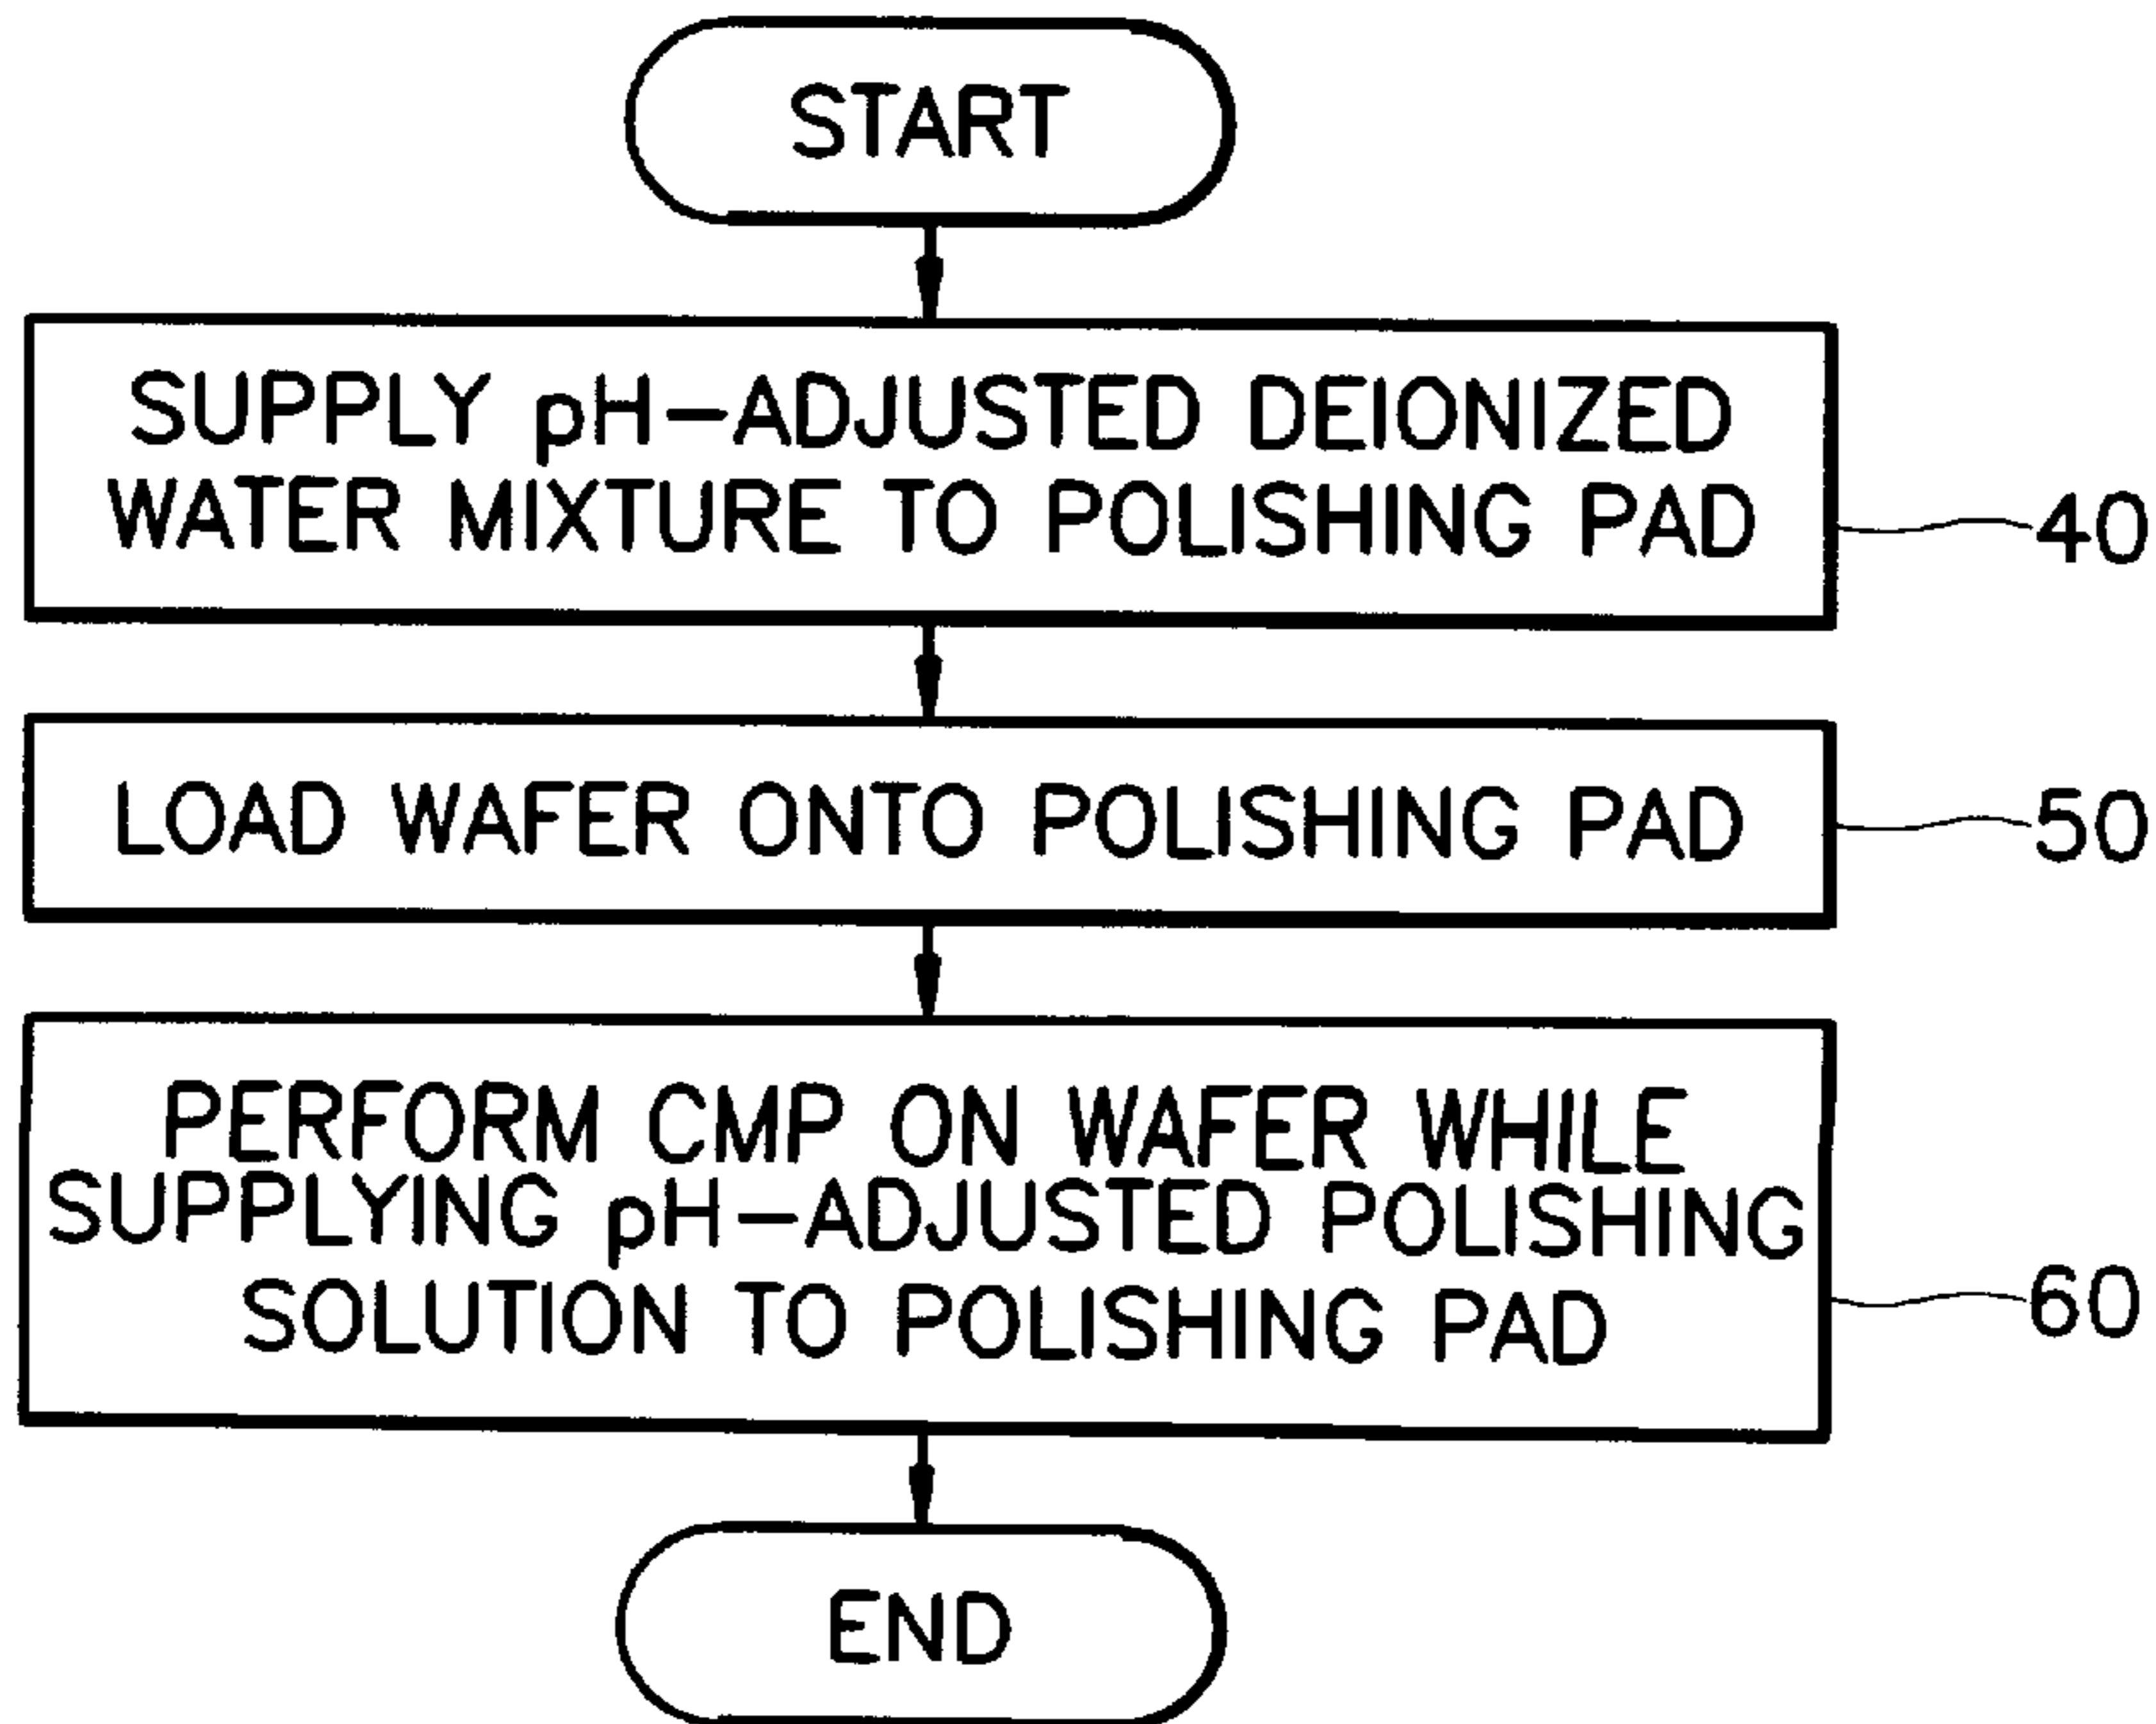 START
SUPPLY pH-ADJUSTED DEIONIZED
WATER MIXTURE TO POLISHING PAD
40
LOAD WAFER ONTO POLISHING PAD
50
PERFORM CMP ON WAFER WHILE
SUPPLYING pH-ADJUSTED POLISHING
SOLUTION TO POLISHING PAD
60
END